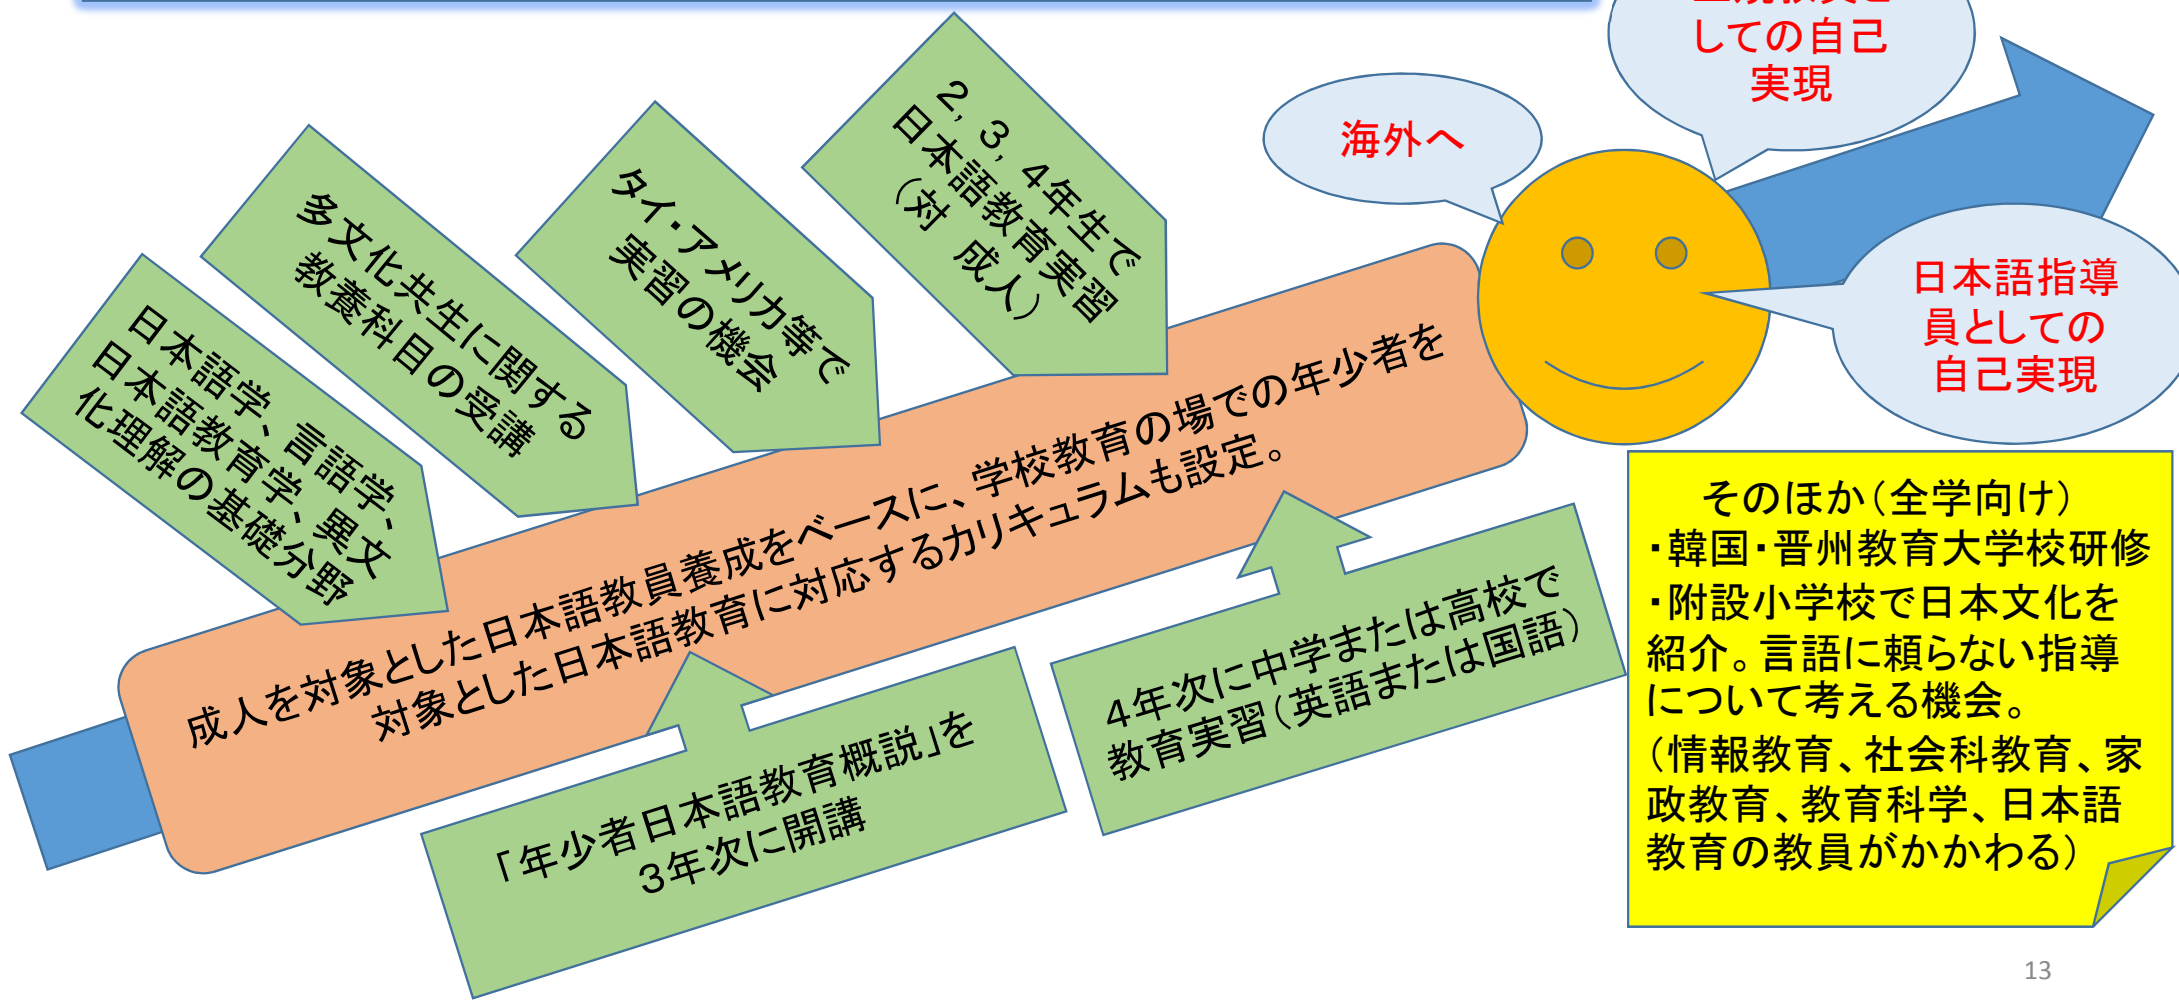 しての自己
実現
海外へ
2, 3, 4年生で
日本語教育実習
(対 成人)
タイ・アメリカ等で
実習の機会
多文化共生に関する
教養科目の受講
日本語学、言語学、
日本語教育学、異文
化理解の基礎分野
日本語指導
員としての
自己実現
成人を対象とした日本語教員養成をベースに、学校教育の場での年少者を
対象とした日本語教育に対応するカリキュラムも設定。
「年少者日本語教育概説」を
3年次に開講
4年次に中学または高校で
教育実習(英語または国語)
そのほか(全学向け)
・韓国・晋州教育大学校研修
・附設小学校で日本文化を
紹介。言語に頼らない指導
について考える機会。
(情報教育、社会科教育、家
政教育、教育科学、日本語
教育の教員がかかわる)
13